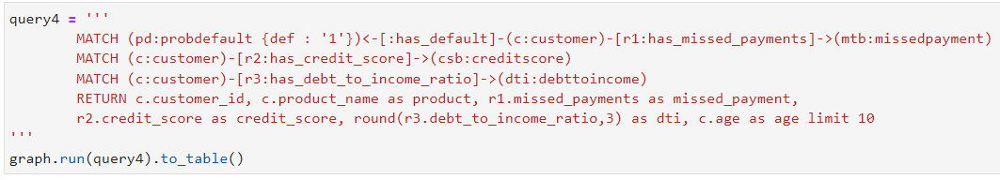 query4 = '''
MATCH (pd:probdefault {def : '1'})<-[:has_default]-(c:customer)-[r1:has_missed_payments]->(mtb:missedpayment)
MATCH (c:customer)-[r2:has_credit_score]->(csb:creditscore)
MATCH (c:customer)-[r3:has_debt_to_income_ratio]->(dti:debttoincome)
RETURN c.customer_id, c.product_name as product, r1.missed_payments as missed_payment,
r2.credit_score as credit_score, round(r3.debt_to_income_ratio,3) as dti, c.age as age limit 10
'''
graph.run(query4).to_table()